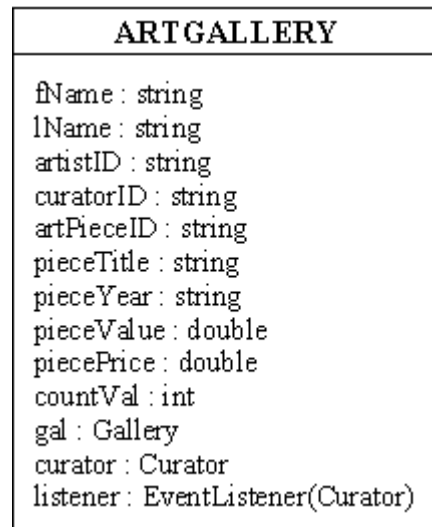 ARTGALLERY
fName : string
lName : string
artistID : string
curatorID : string
artPieceID : string
pieceTitle : string
pieceYear : string
pieceValue : double
piecePrice : double
countVal : int
gal : Gallery
curator : Curator
listener : EventListener(Curator)